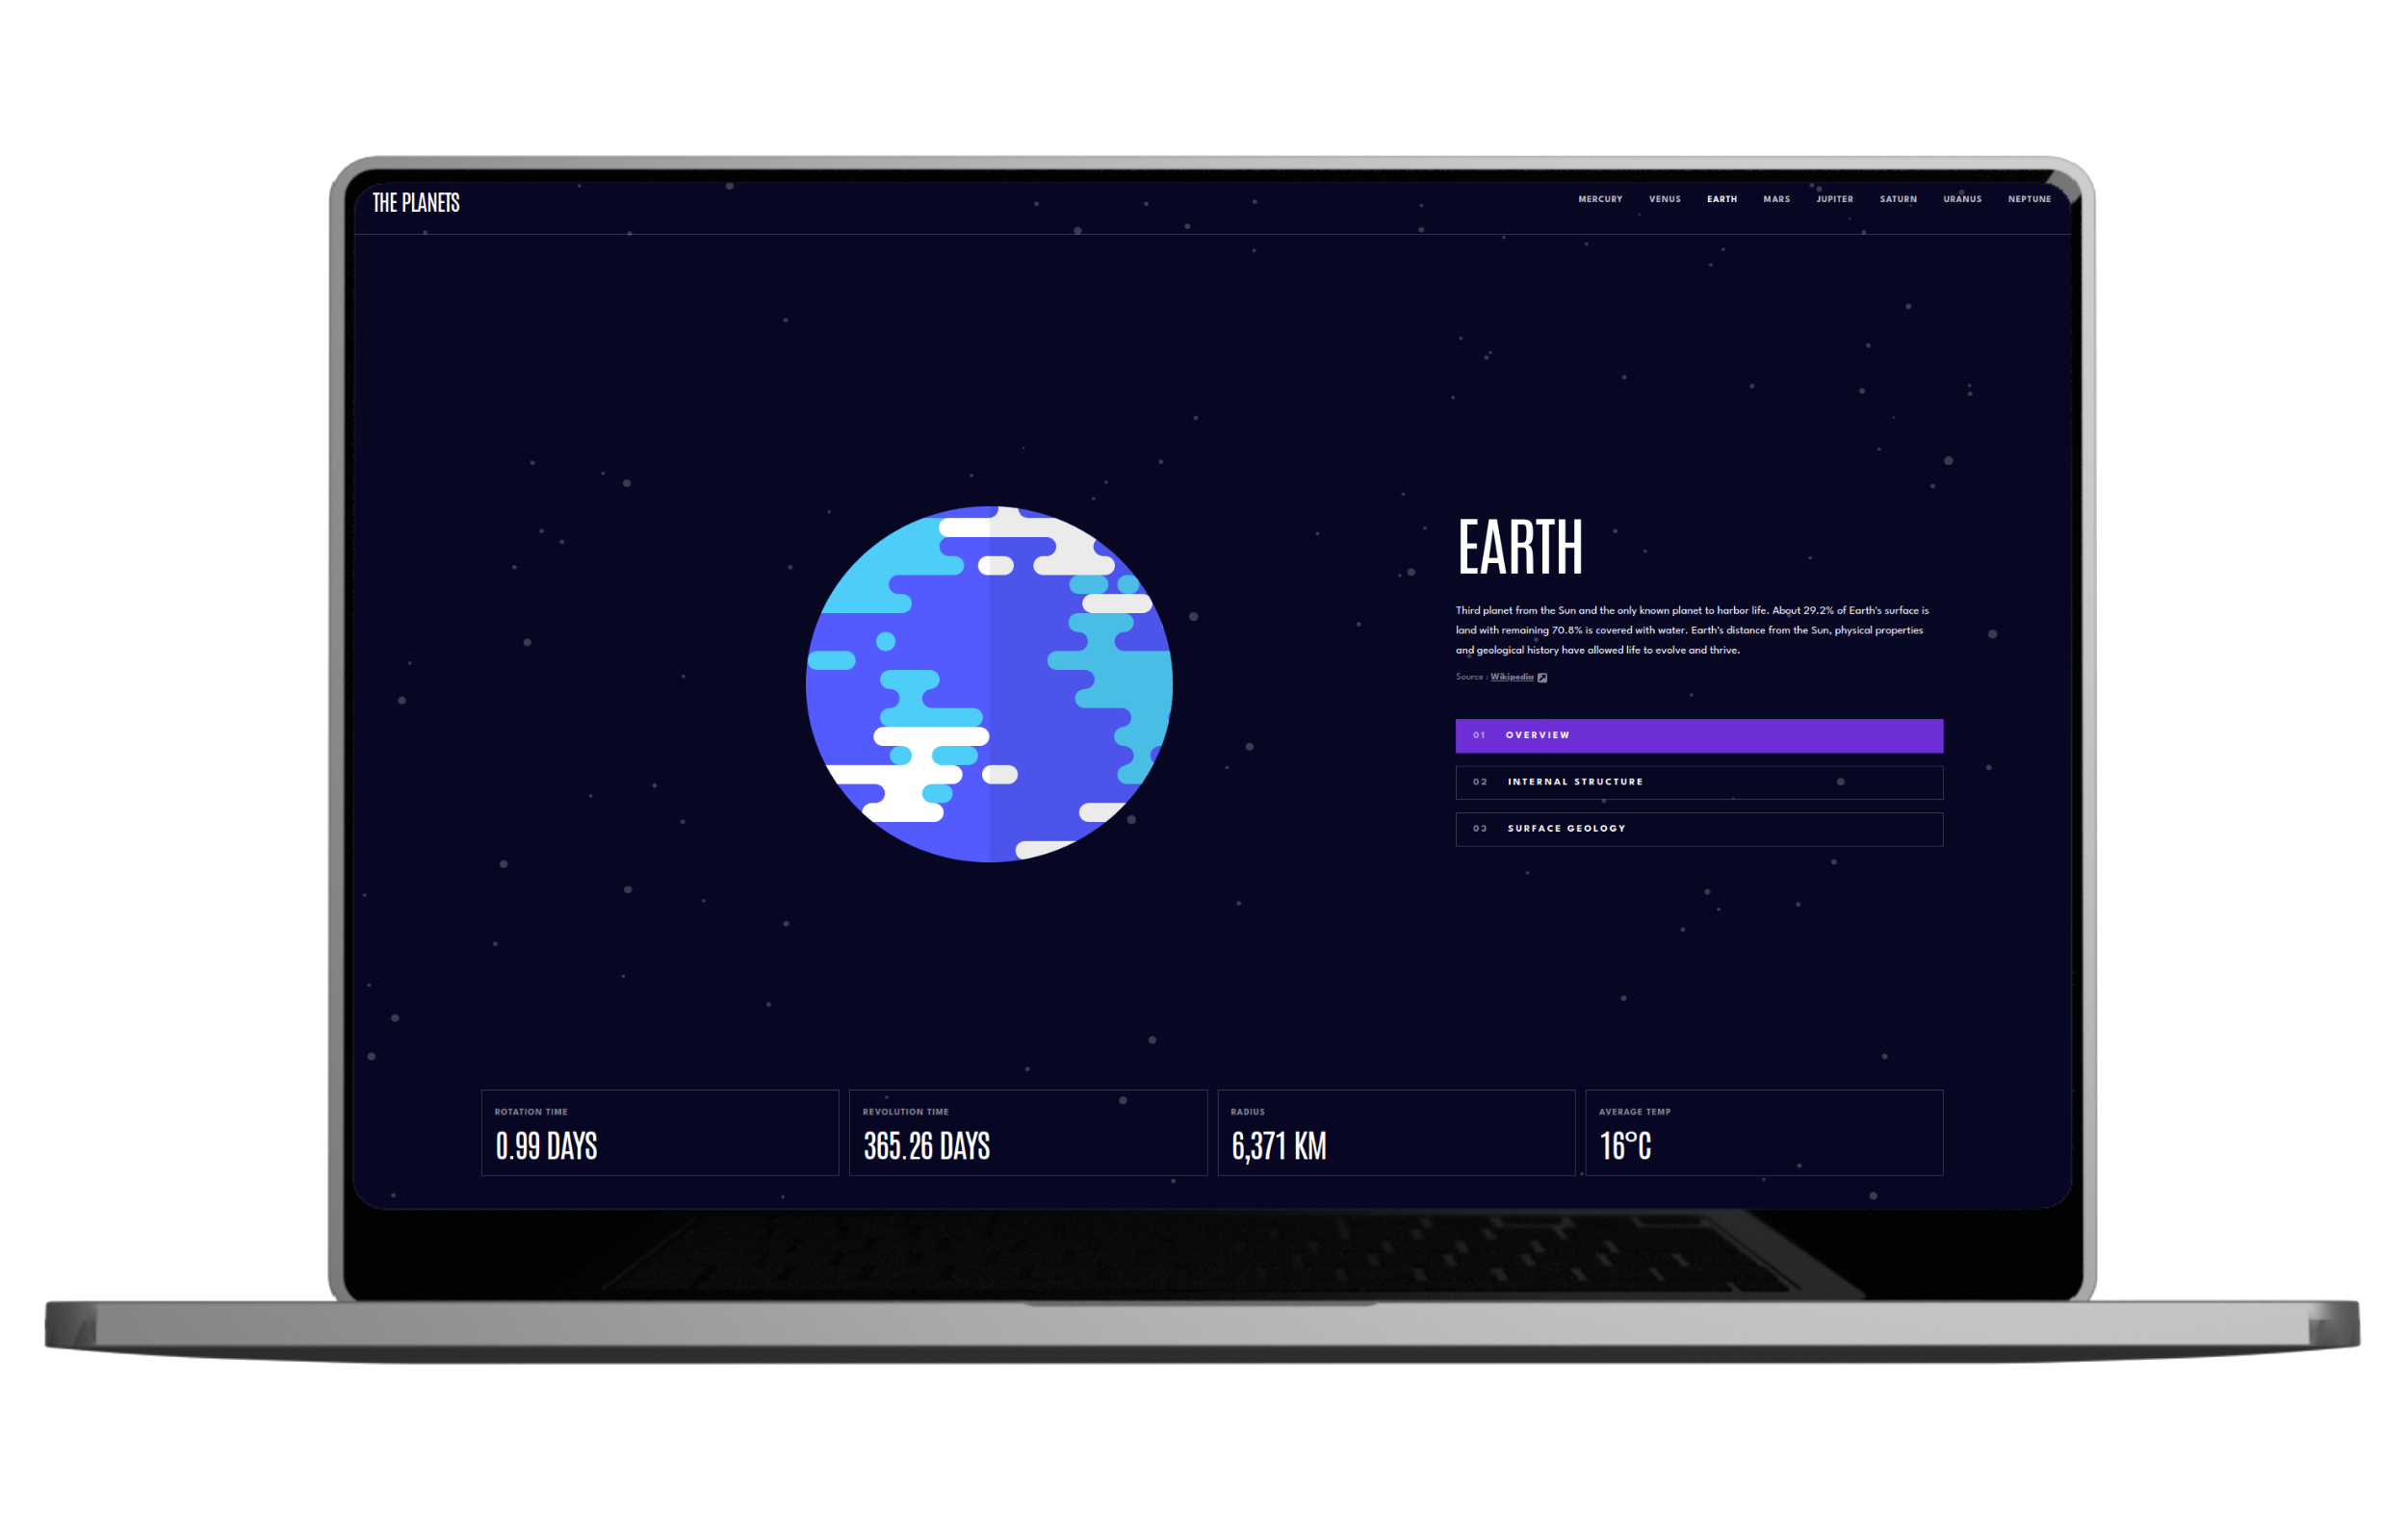 THE PLANETS
MERCURY VENUS EARTH MARS JUPITER SATURN URANUS NEPTUNE
EARTH
Third planet from the Sun and the only known planet to harbor life. About 29.2% of Earth's surface is
land with remaining 70.8% is covered with water. Earth's distance from the Sun, physical properties
and geological history have allowed life to evolve and thrive.
Source : Wikipedia
01 OVERVIEW
02 INTERNAL STRUCTURE
03 SURFACE GEOLOGY
ROTATION TIME
0.99 DAYS
REVOLUTION TIME
365.26 DAYS
RADIUS
6,371 KM
AVERAGE TEMP
16°C